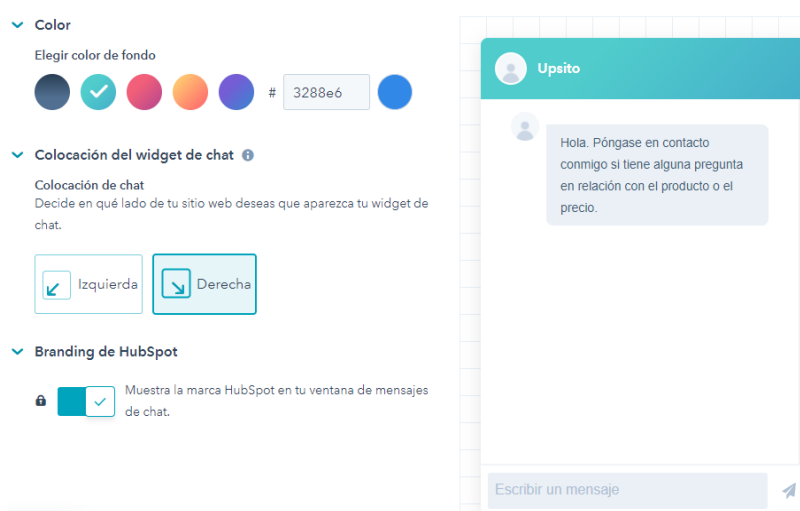 Color
Elegir color de fondo
# 3288e6
Colocación del widget de chat
Colocación de chat
Decide en qué lado de tu sitio web deseas que aparezca tu widget de
chat.
Izquierda
Derecha
Branding de HubSpot
Muestra la marca HubSpot en tu ventana de mensajes
de chat.
Upsito
Hola. Póngase en contacto
conmigo si tiene alguna pregunta
en relación con el producto o el
precio.
Escribir un mensaje